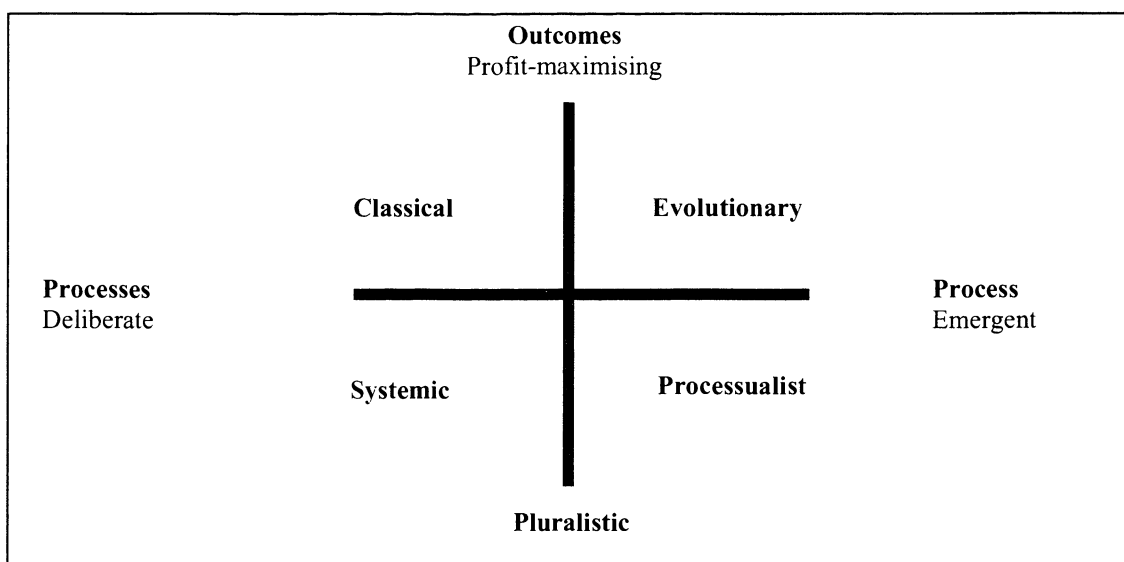 Outcomes
Profit-maximising
Classical
Evolutionary
Processes
Deliberate
Process
Emergent
Systemic
Processualist
Pluralistic